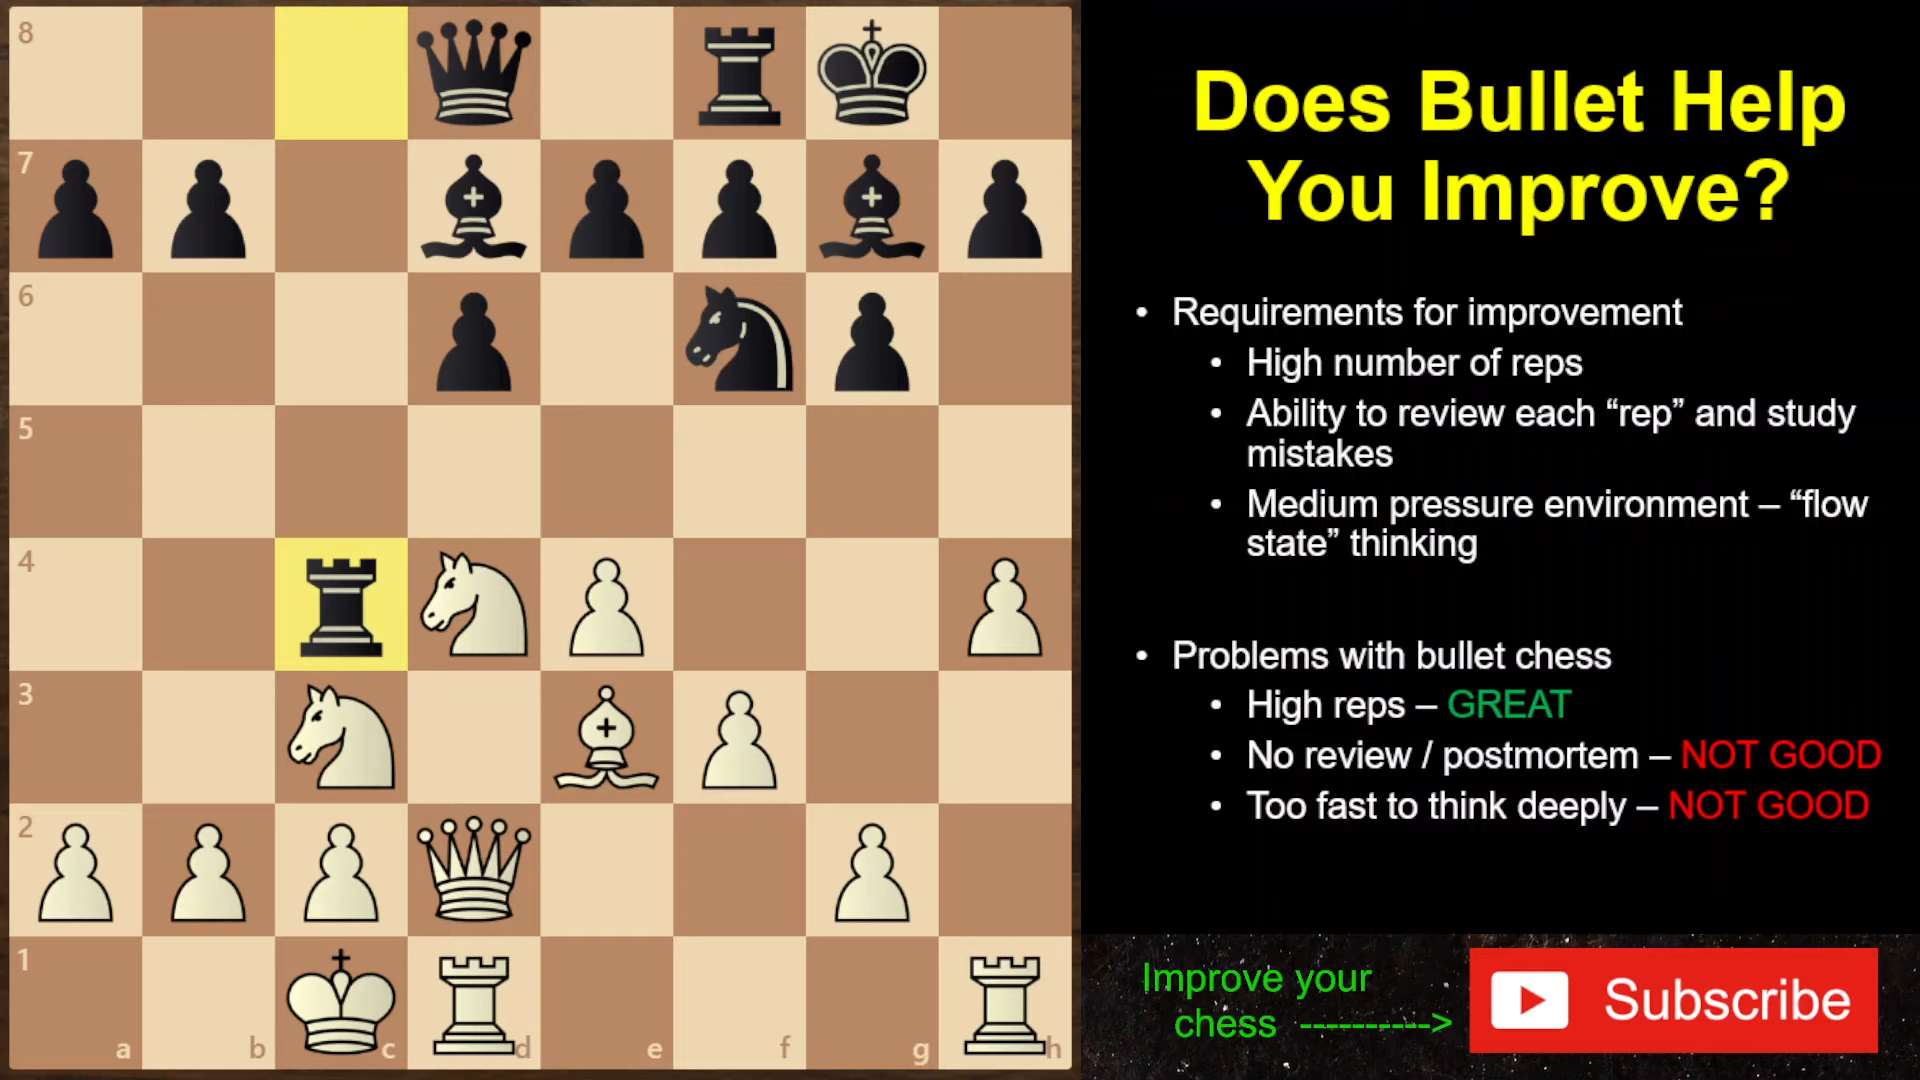 8
7
6
5
4
3
2
1
a b c d e f g h
Does Bullet Help
You Improve?
• Requirements for improvement
• High number of reps
• Ability to review each “rep” and study
mistakes
• Medium pressure environment – “flow
state” thinking
• Problems with bullet chess
• High reps – GREAT
• No review / postmortem – NOT GOOD
• Too fast to think deeply – NOT GOOD
Improve your
chess ---------->
Subscribe